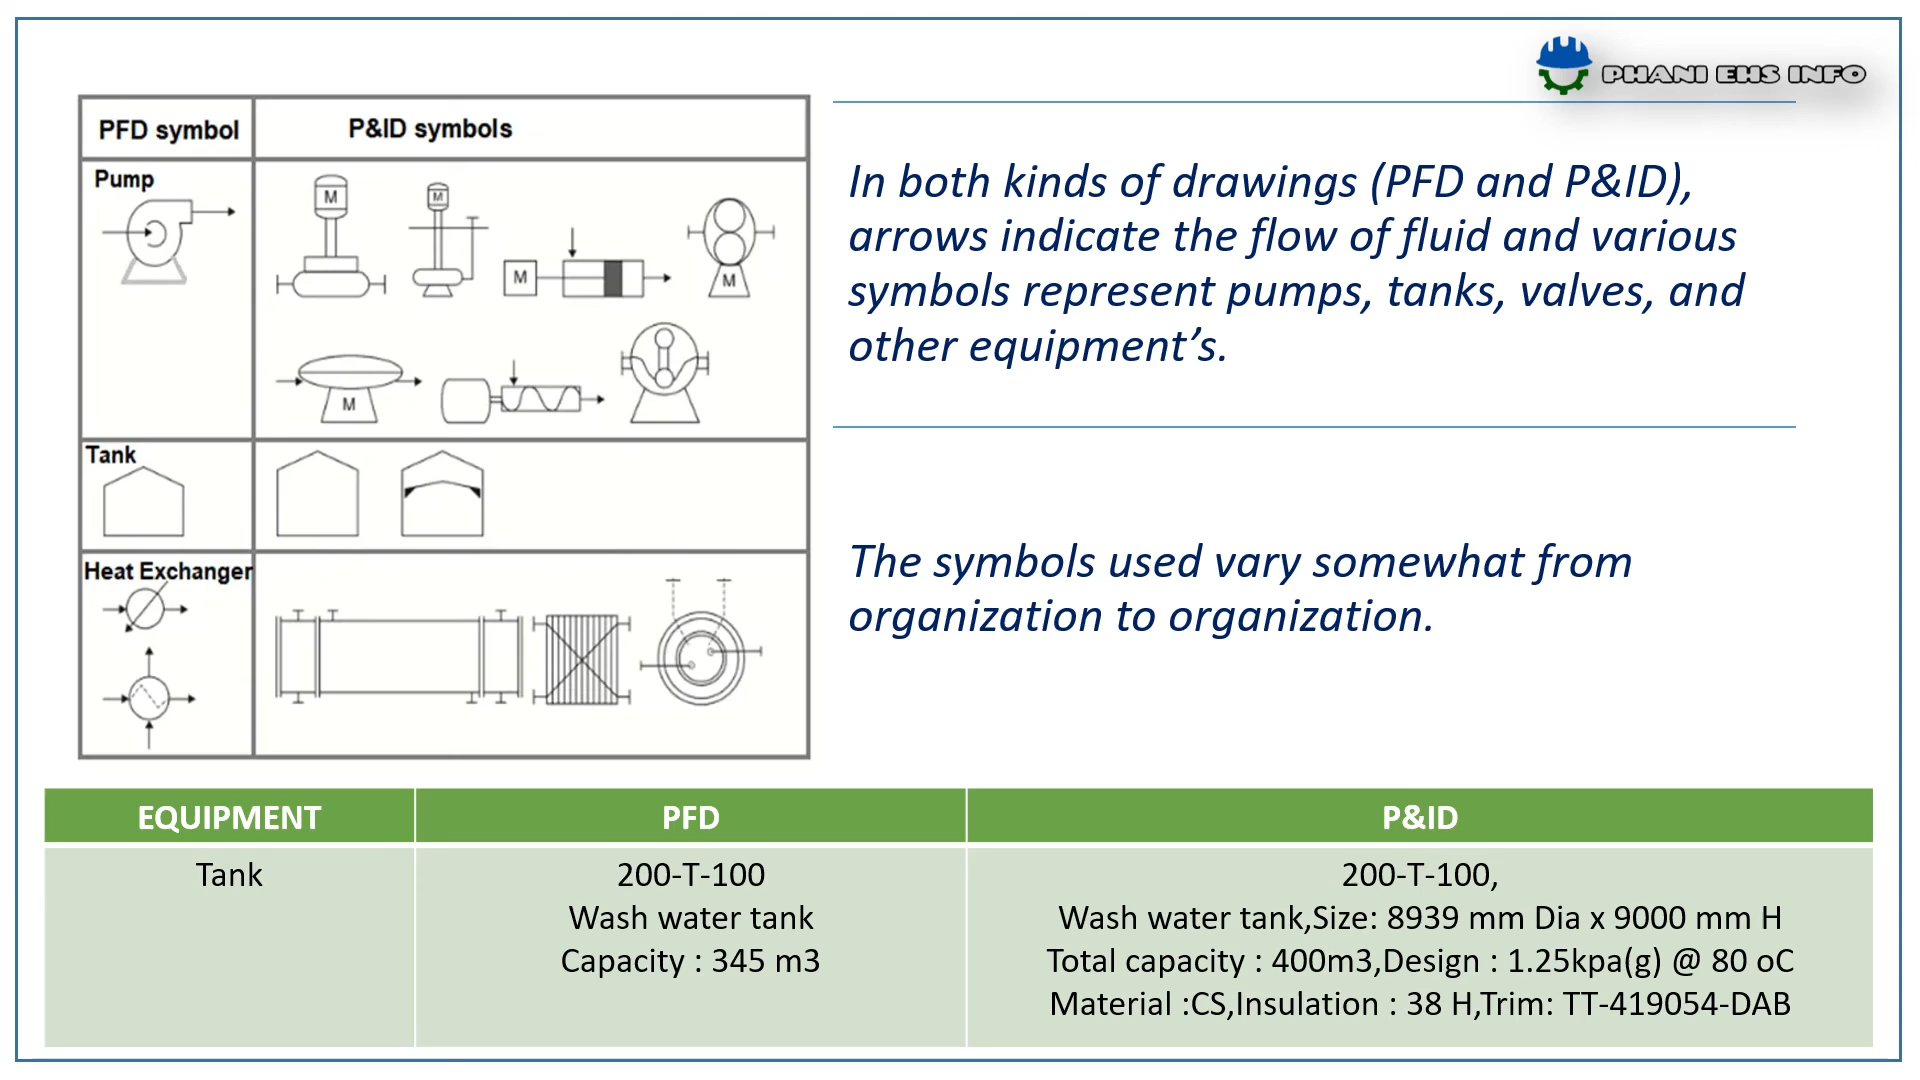 PHANI EHS INFO
PFD symbol
P&ID symbols
Pump
M
M
M
M
M
Tank
Heat Exchanger
In both kinds of drawings (PFD and P&ID),
arrows indicate the flow of fluid and various
symbols represent pumps, tanks, valves, and
other equipment’s.
The symbols used vary somewhat from
organization to organization.
EQUIPMENT
PFD
P&ID
Tank
200-T-100
Wash water tank
Capacity : 345 m3
200-T-100,
Wash water tank,Size: 8939 mm Dia x 9000 mm H
Total capacity : 400m3,Design : 1.25kpa(g) @ 80 oC
Material :CS,Insulation : 38 H,Trim: TT-419054-DAB